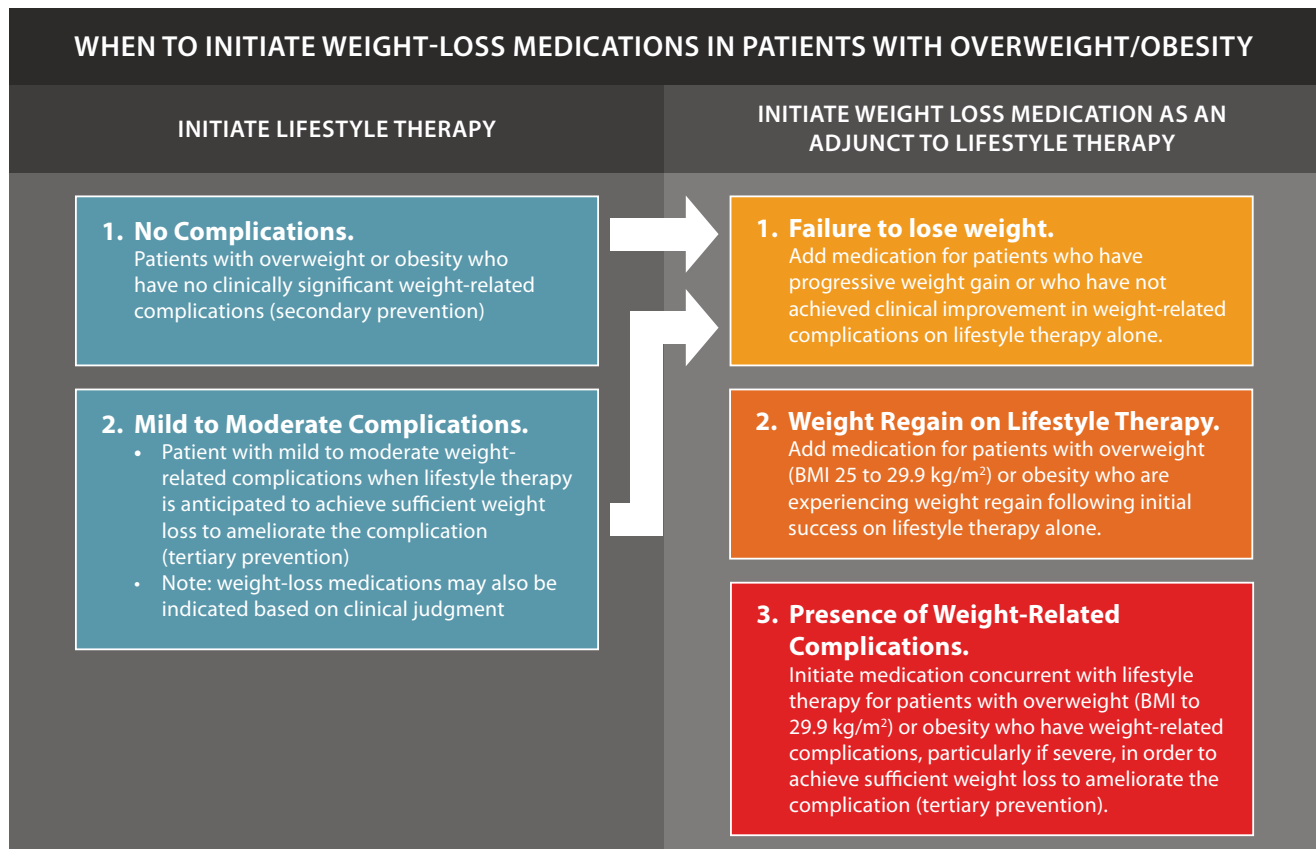 WHEN TO INITIATE WEIGHT-LOSS MEDICATIONS IN PATIENTS WITH OVERWEIGHT/OBESITY
INITIATE LIFESTYLE THERAPY
1. No Complications.
Patients with overweight or obesity who
have no clinically significant weight-related
complications (secondary prevention)
2. Mild to Moderate Complications.
• Patient with mild to moderate weight-
related complications when lifestyle therapy
is anticipated to achieve sufficient weight
loss to ameliorate the complication
(tertiary prevention)
• Note: weight-loss medications may also be
indicated based on clinical judgment
INITIATE WEIGHT LOSS MEDICATION AS AN
ADJUNCT TO LIFESTYLE THERAPY
1. Failure to lose weight.
Add medication for patients who have
progressive weight gain or who have not
achieved clinical improvement in weight-related
complications on lifestyle therapy alone.
2. Weight Regain on Lifestyle Therapy.
Add medication for patients with overweight
(BMI 25 to 29.9 kg/m²) or obesity who are
experiencing weight regain following initial
success on lifestyle therapy alone.
3. Presence of Weight-Related
Complications.
Initiate medication concurrent with lifestyle
therapy for patients with overweight (BMI to
29.9 kg/m²) or obesity who have weight-related
complications, particularly if severe, in order to
achieve sufficient weight loss to ameliorate the
complication (tertiary prevention).